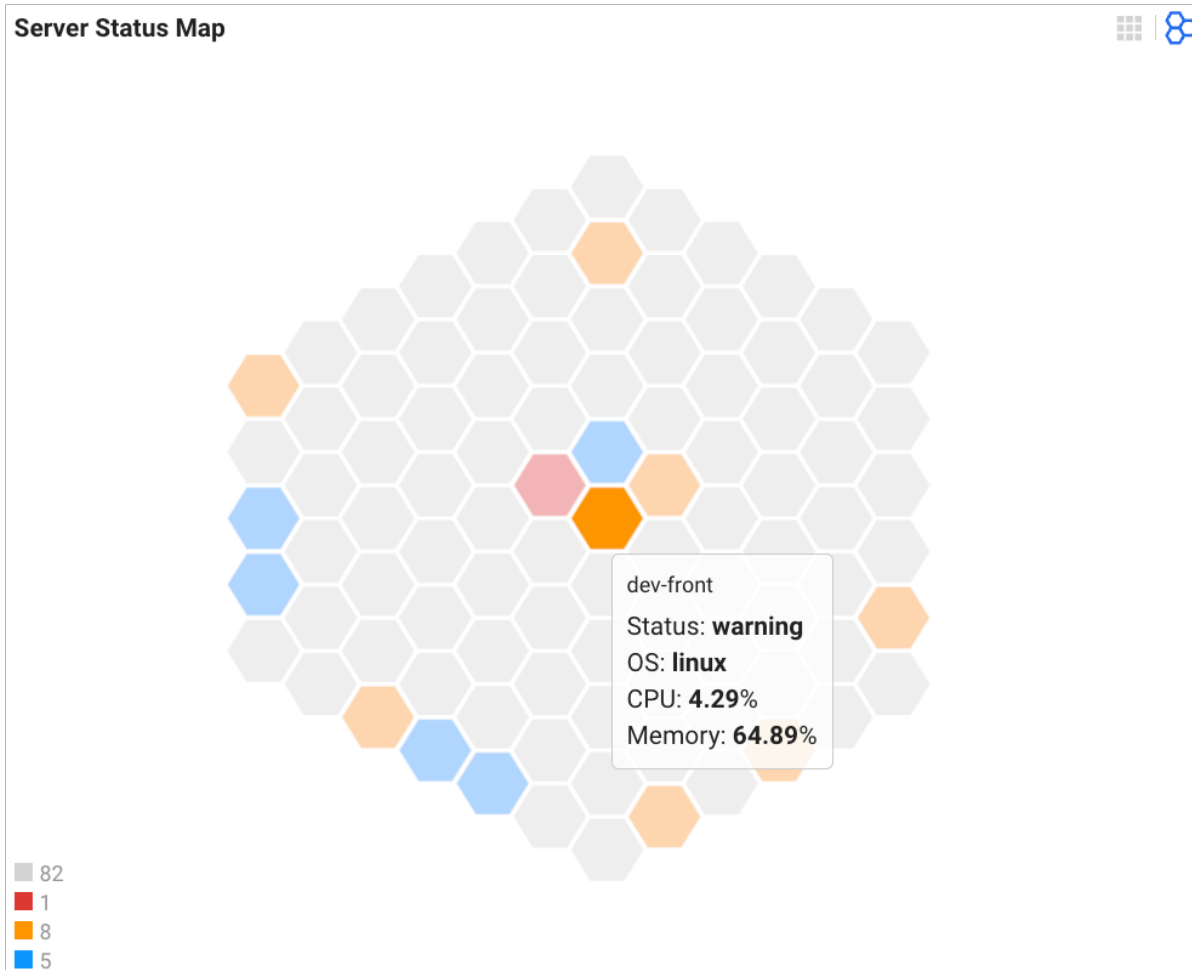 Server Status Map
dev-front
Status: warning
OS: linux
CPU: 4.29%
Memory: 64.89%
82
1
8
5